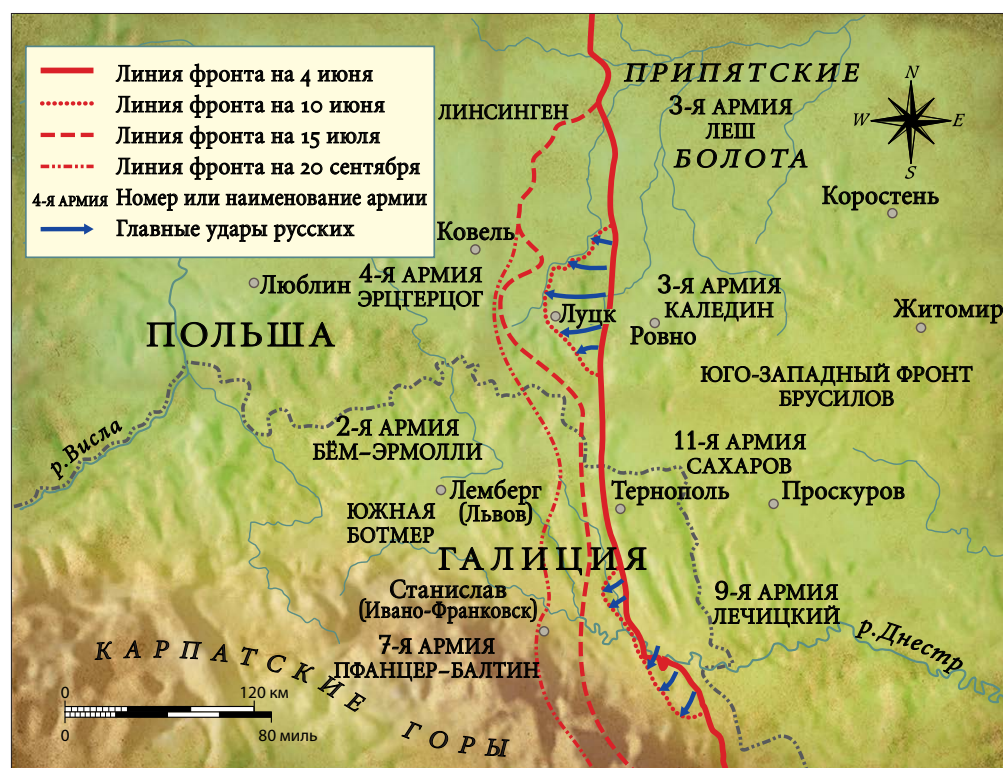 Линия фронта на 4 июня
Линия фронта на 10 июня
Линия фронта на 15 июля
Линия фронта на 20 сентября
4-Я АРМИЯ Номер или наименование армии
Главные удары русских
ЛИНСИНГЕН
ПРИПЯТСКИЕ
3-Я АРМИЯ
ЛЕШ
БОЛОТА
N
W
E
S
Коростень
Ковель
Люблин
4-Я АРМИЯ
ЭРЦГЕРЦОГ
3-Я АРМИЯ
КАЛЕДИН
Луцк
Ровно
Житомир
ПОЛЬША
ЮГО-ЗАПАДНЫЙ ФРОНТ
БРУСИЛОВ
р.Висла
2-Я АРМИЯ
БЁМ–ЭРМОЛЛИ
11-Я АРМИЯ
САХАРОВ
Лемберг
(Львов)
Тернополь
Проскуров
ЮЖНАЯ
БОТМЕР
ГАЛИЦИЯ
Станислав
(Ивано-Франковск)
9-Я АРМИЯ
ЛЕЧИЦКИЙ
7-Я АРМИЯ
ПФАНЦЕР–БАЛТИН
р.Днестр
КАРПАТСКИЕ
ГОРЫ
0
120 км
0
80 миль